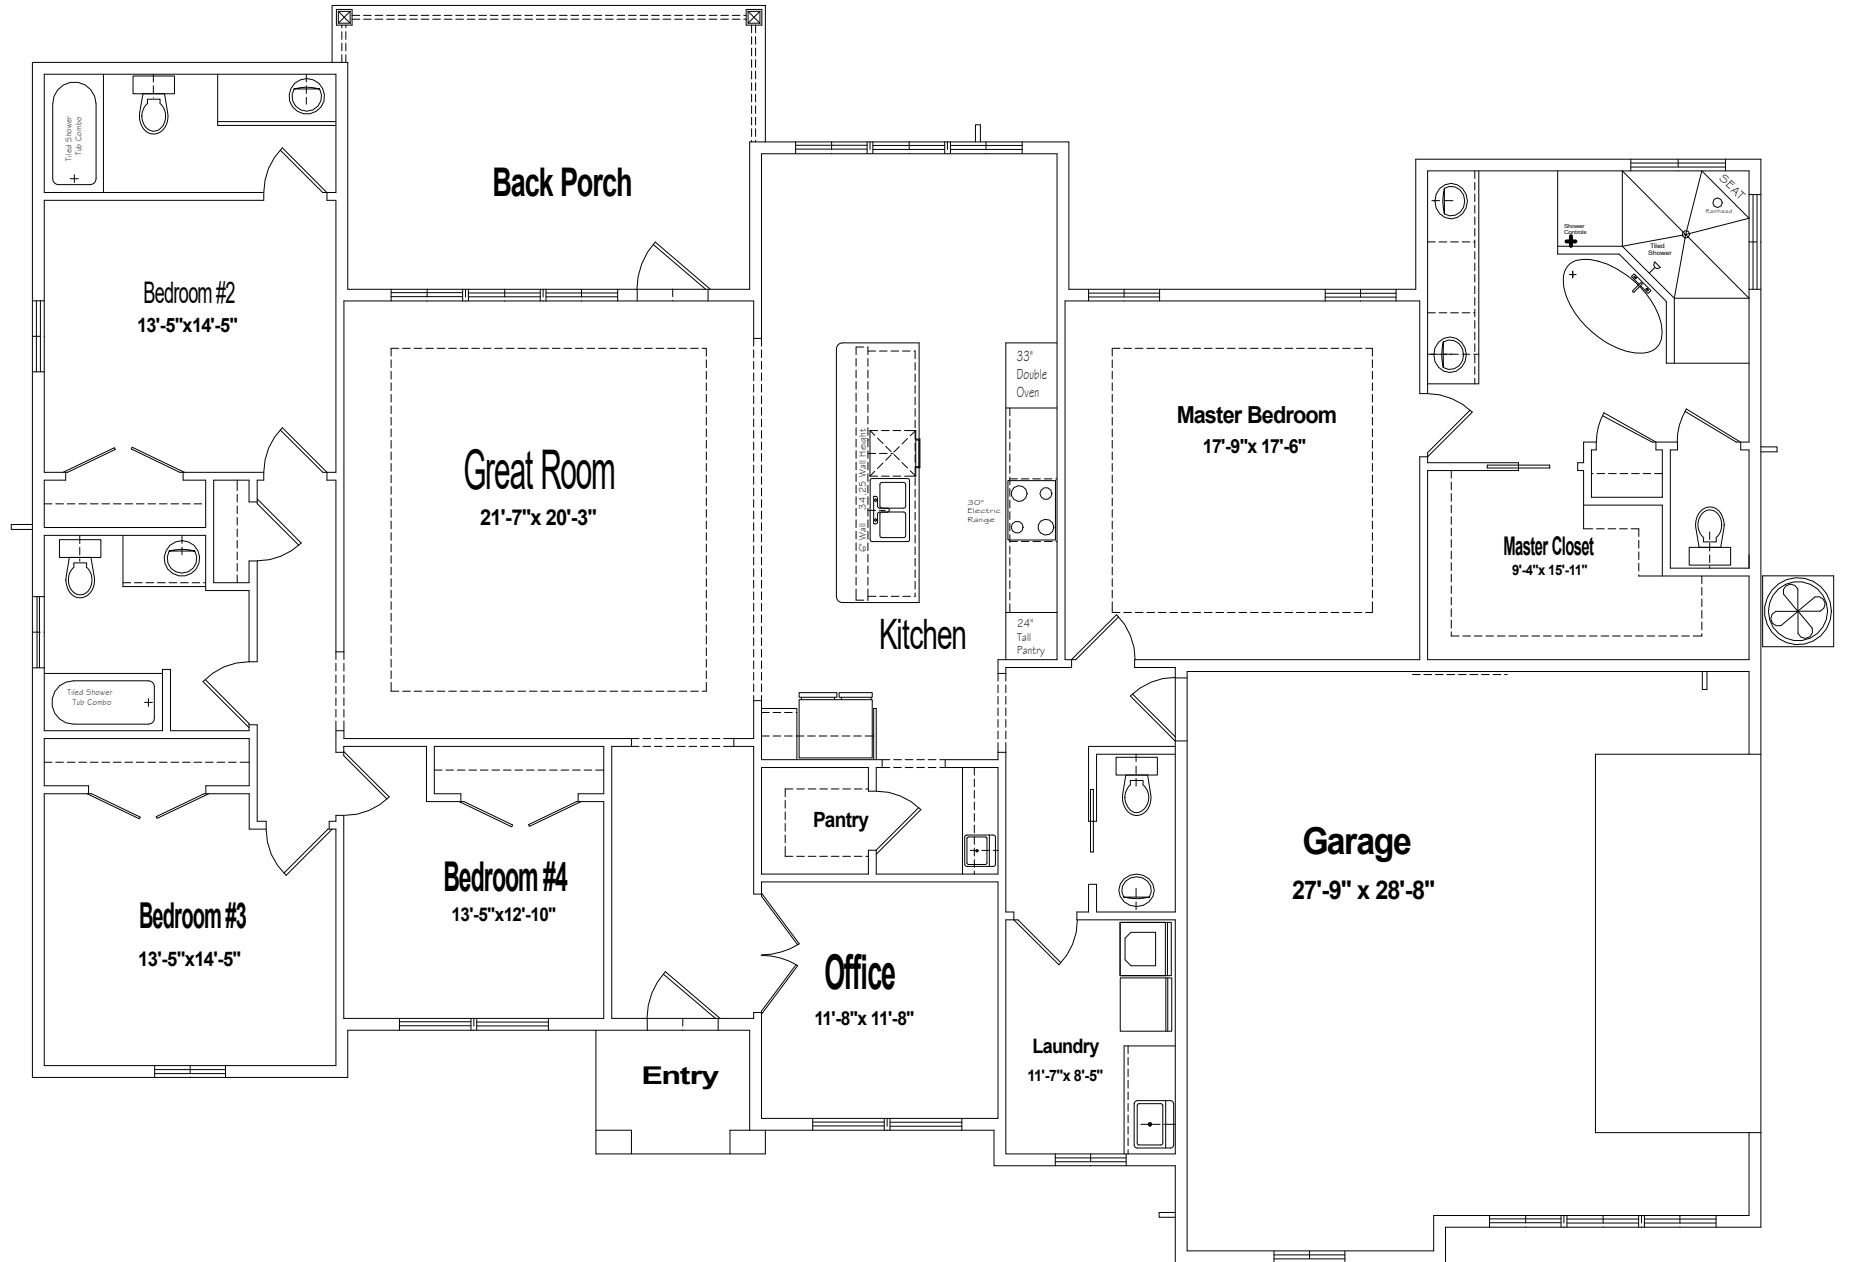 Tiled Shower
Tub Combo
Back Porch
SEAT
Rainhead
Shower
Controls
Tiled
Shower
Bedroom #2
13'-5"x14'-5"
33"
Double
Oven
Master Bedroom
17'-9"x 17'-6"
Great Room
21'-7"x 20'-3"
6" Wall 34.25 Wall Height
30"
Electric
Range
Master Closet
9'-4"x 15'-11"
Kitchen
24"
Tall
Pantry
Tiled Shower
Tub Combo
Pantry
Garage
27'-9" x 28'-8"
Bedroom #4
13'-5"x12'-10"
Bedroom #3
13'-5"x14'-5"
Office
11'-8"x 11'-8"
Laundry
11'-7"x 8'-5"
Entry